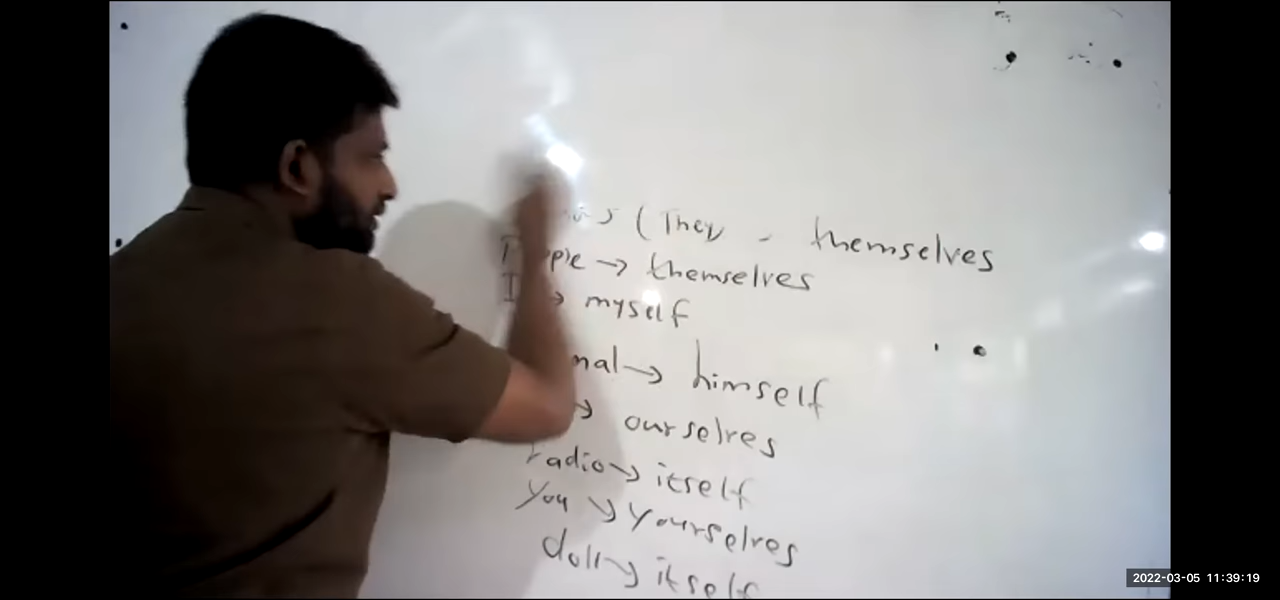 (They - themselves
People → themselves
I → myself
nal → himself
→ ourselves
radio → itself
You → yourselves
doll → itself
2022-03-05 11:39:19